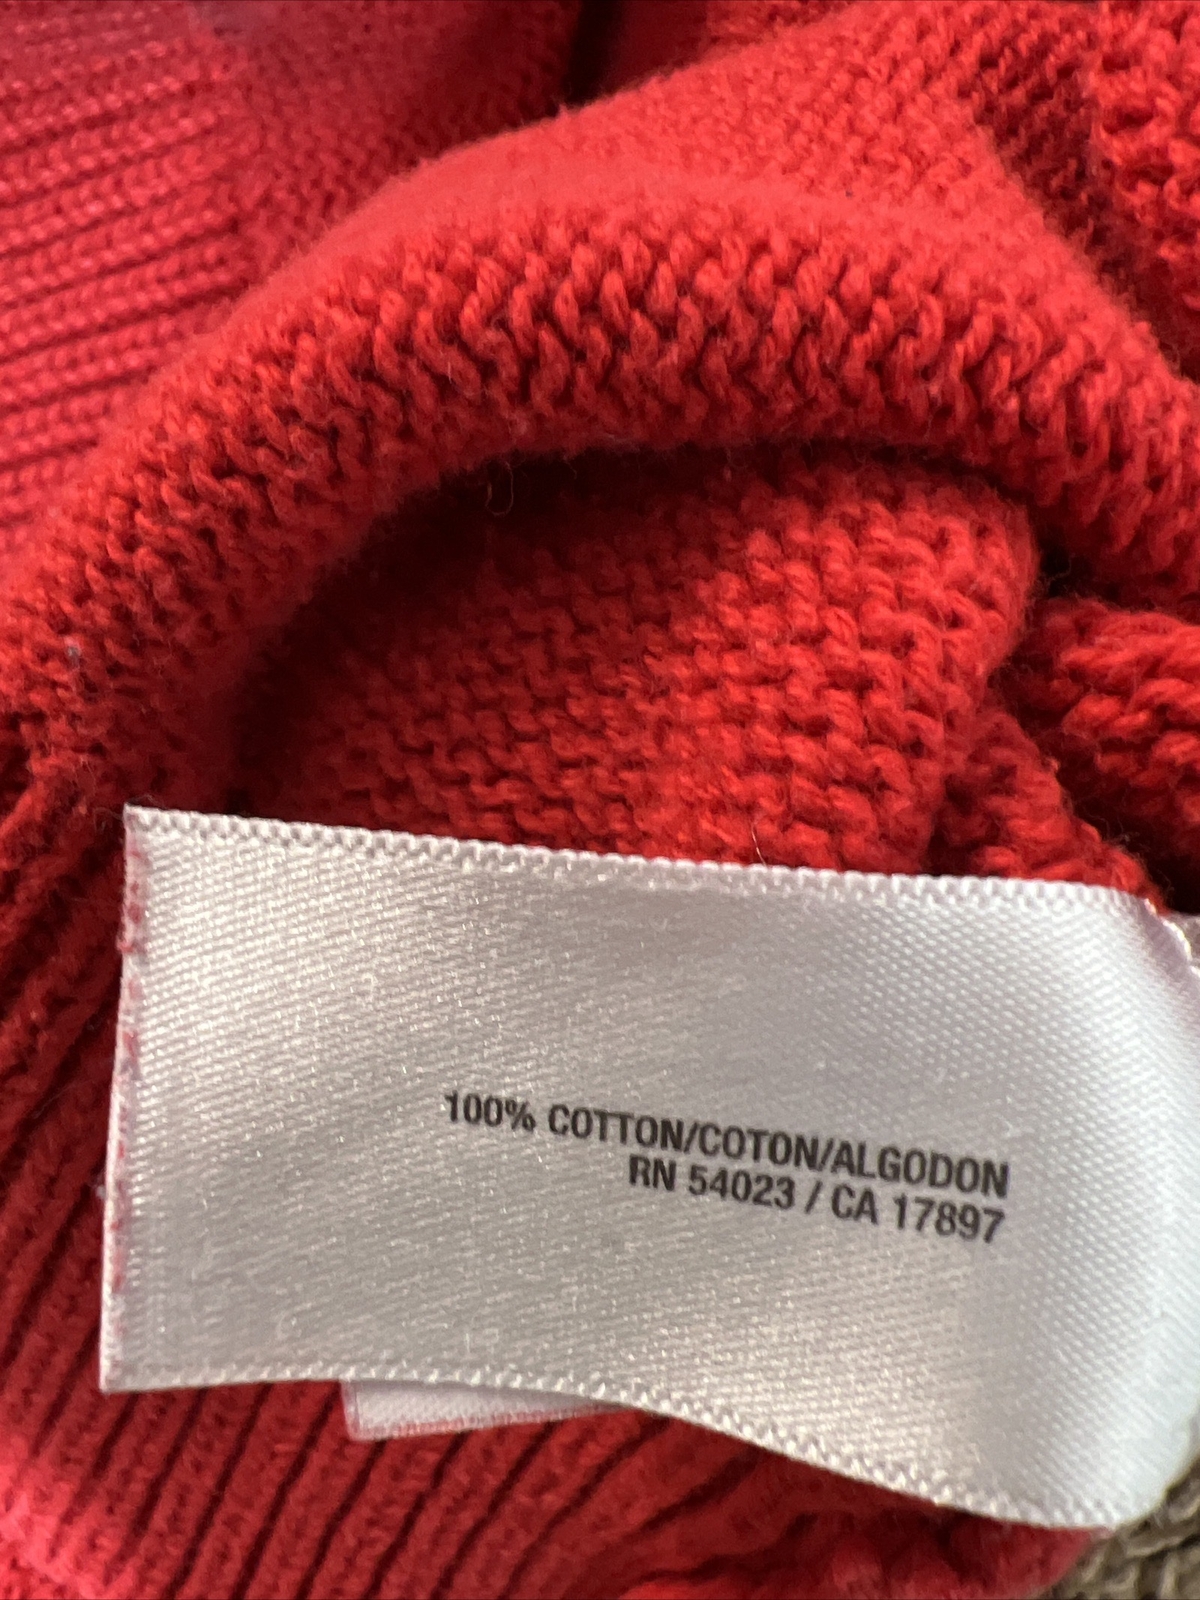 100% COTTON/COTON/ALGODON
RN 54023 / CA 17897